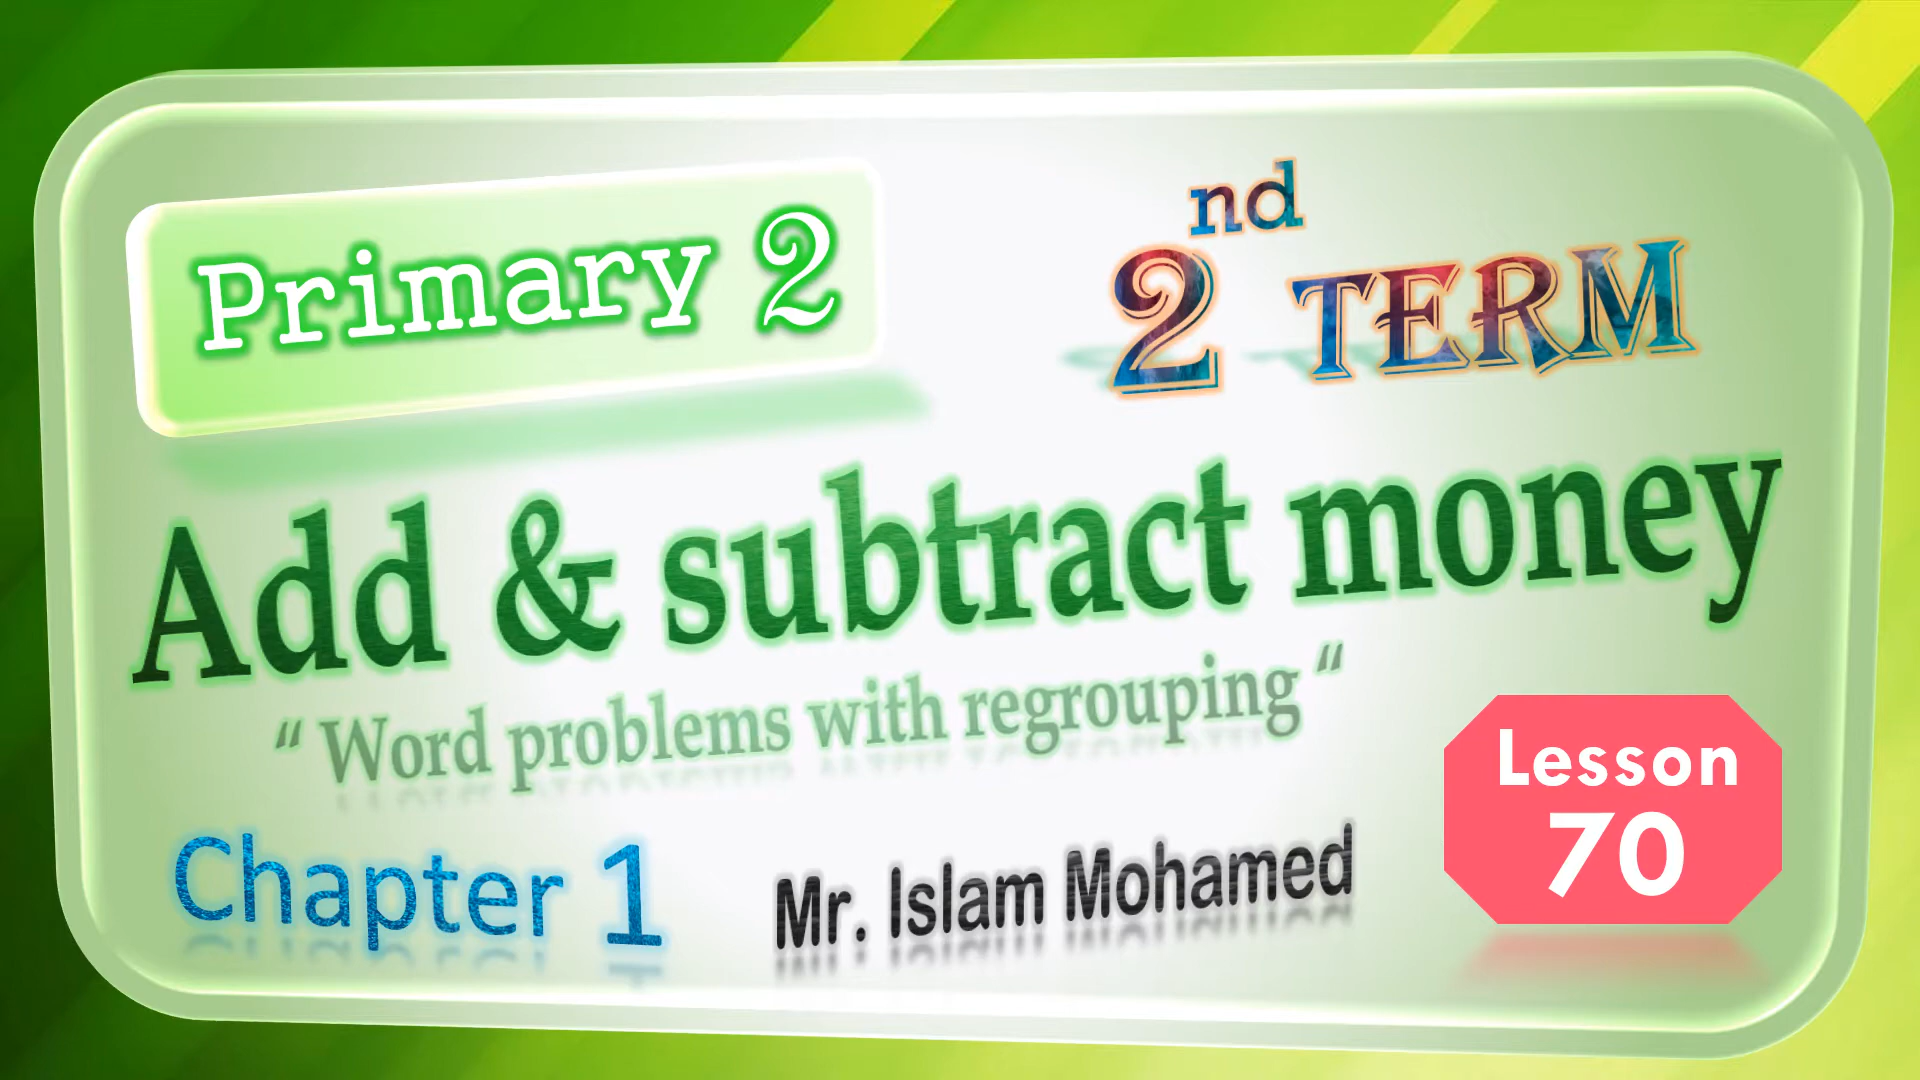 Primary 2
2nd TERM
Add & subtract money
“ Word problems with regrouping “
Chapter 1
Mr. Islam Mohamed
Lesson
70